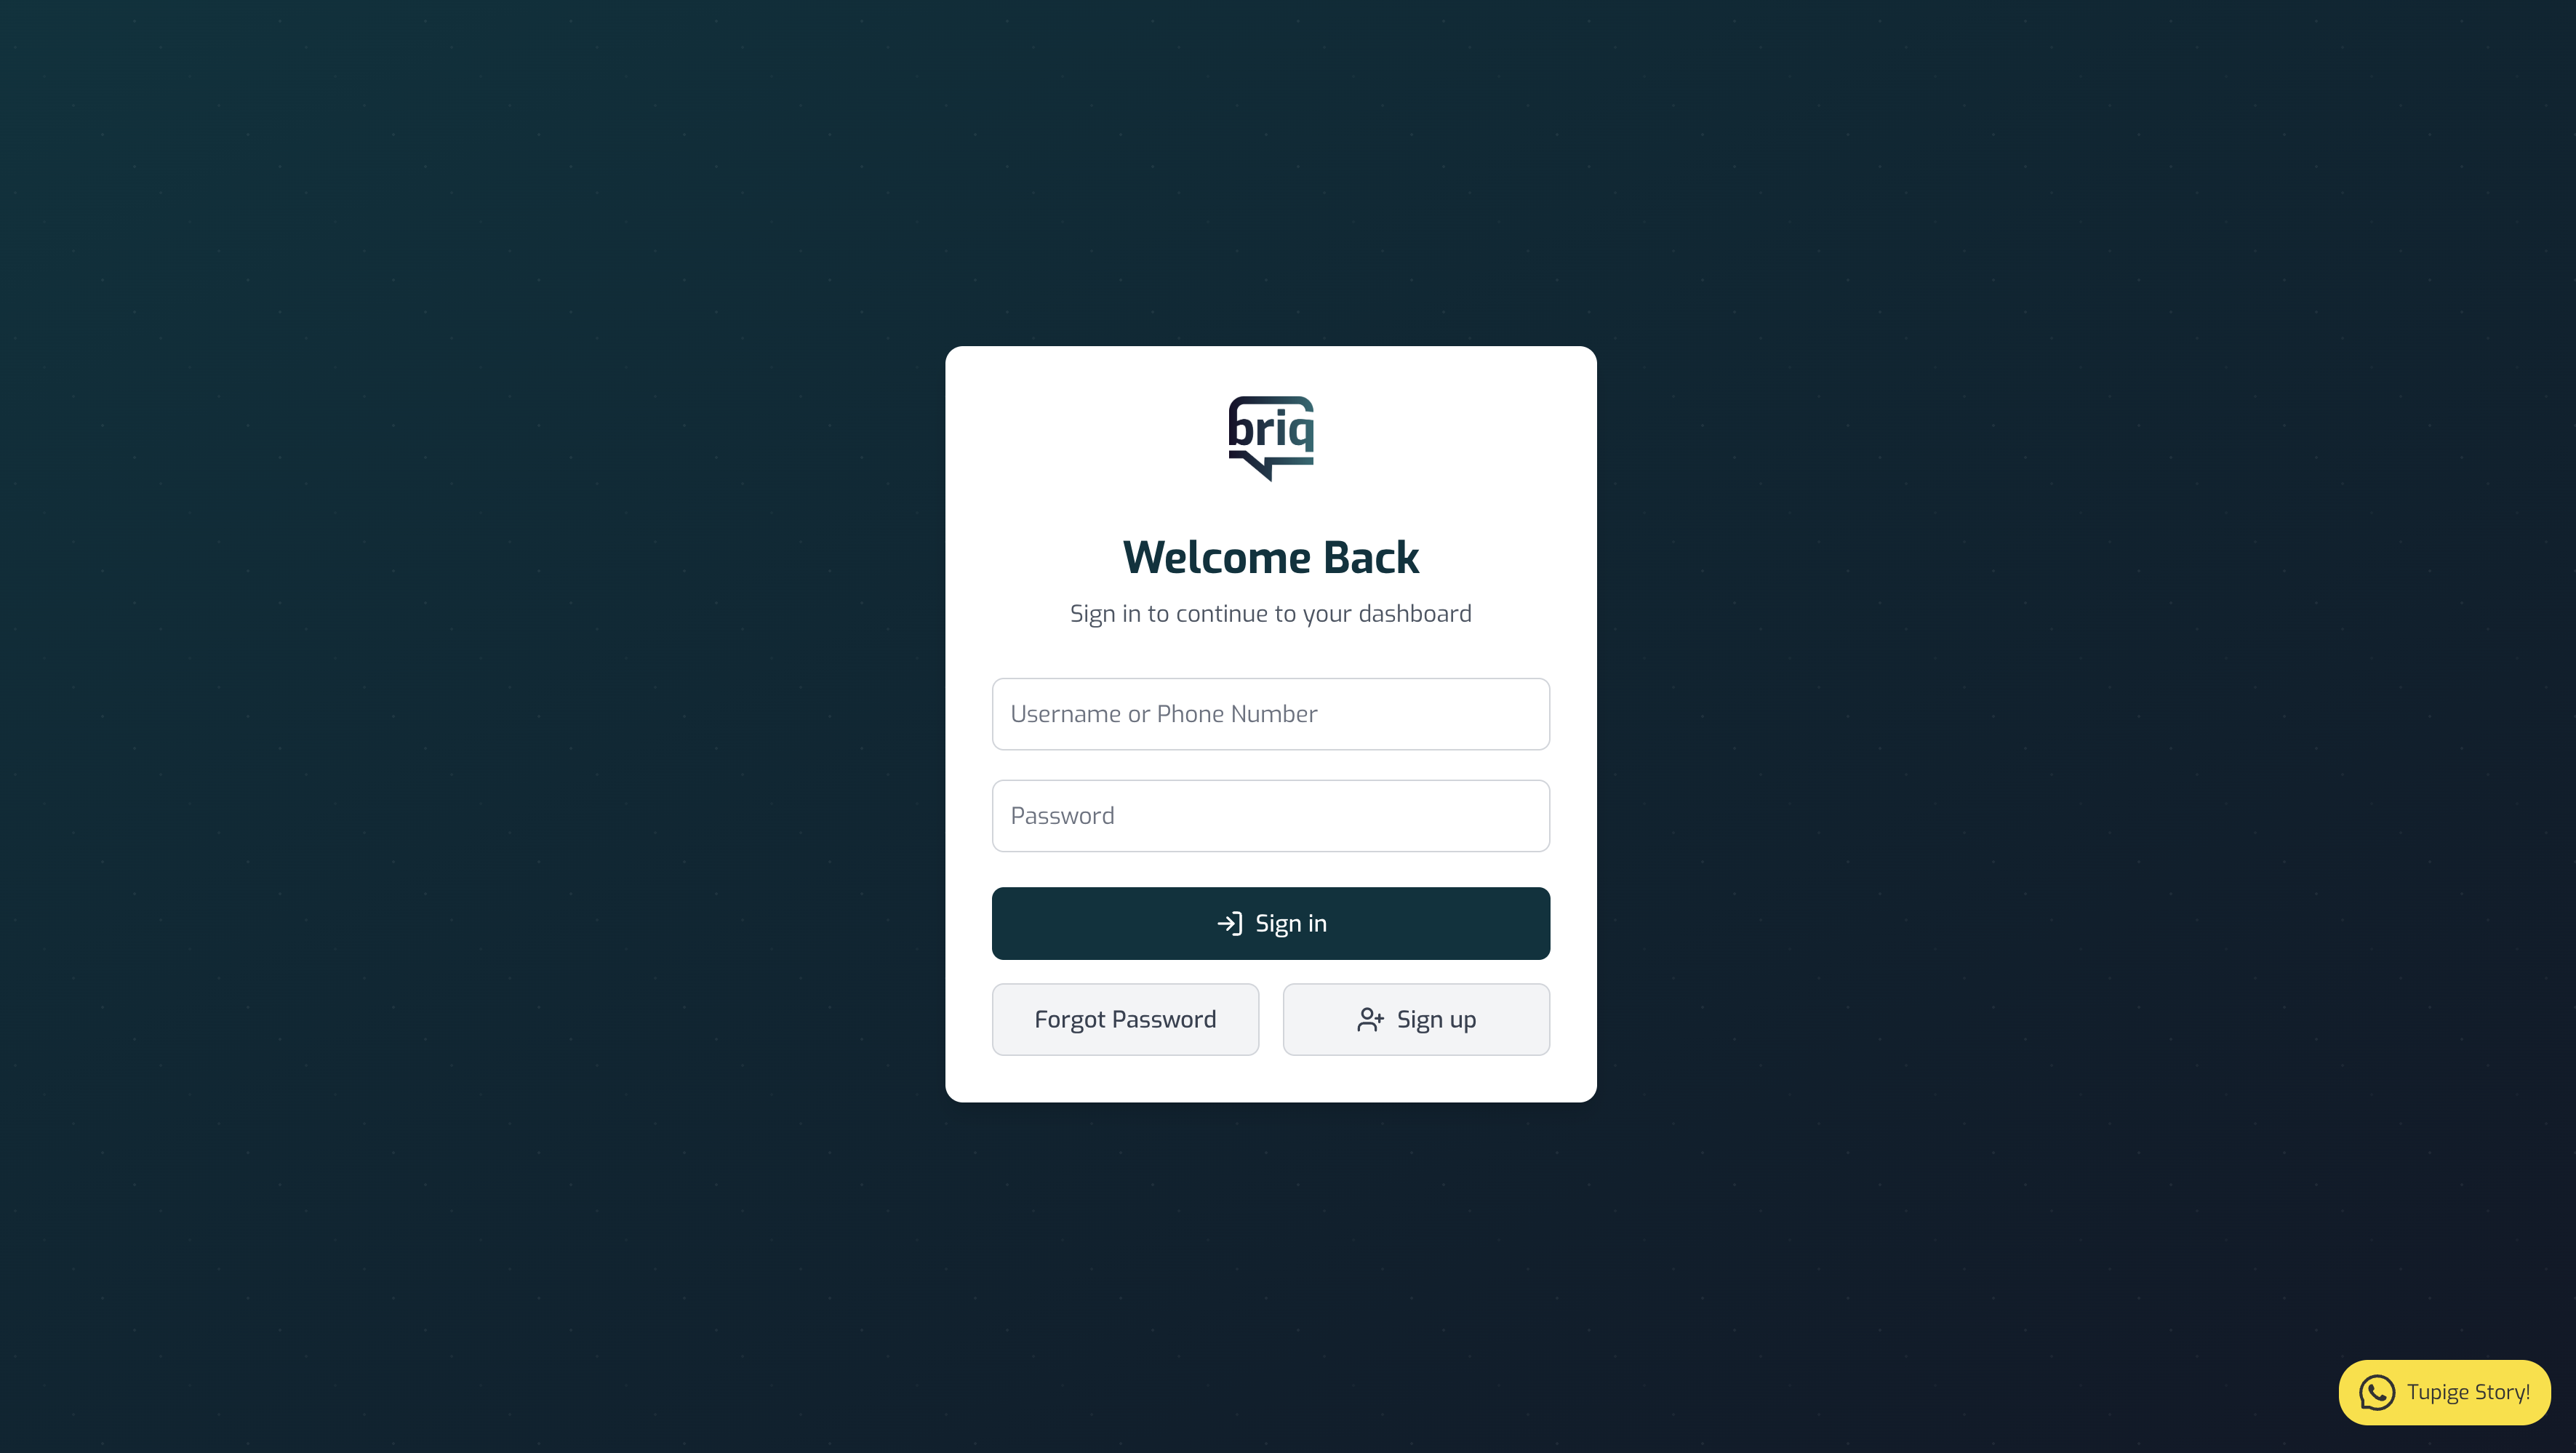 briq
Welcome Back
Sign in to continue to your dashboard
Username or Phone Number
Password
Sign in
Forgot Password
Sign up
Tupige Story!